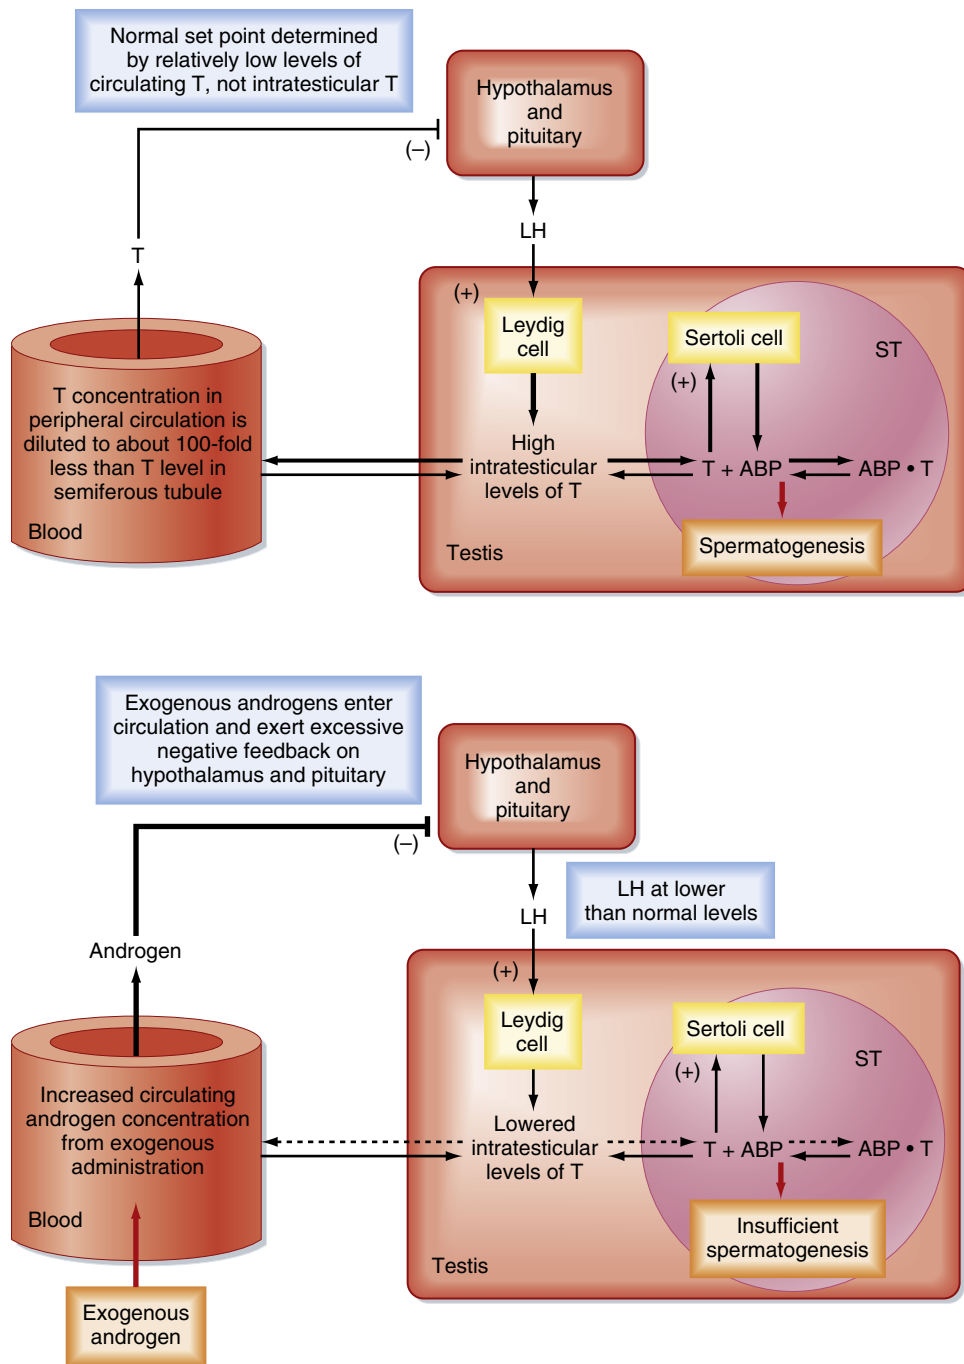 Normal set point determined
by relatively low levels of
circulating T, not intratesticular T
Hypothalamus
and
pituitary
(–)
LH
T
(+)
Leydig
cell
Sertoli cell
ST
(+)
T concentration in
peripheral circulation is
diluted to about 100-fold
less than T level in
semiferous tubule
High
intratesticular
levels of T
T + ABP
ABP • T
Blood
Spermatogenesis
Testis
Exogenous androgens enter
circulation and exert excessive
negative feedback on
hypothalamus and pituitary
Hypothalamus
and
pituitary
(–)
LH at lower
than normal levels
LH
Androgen
(+)
Leydig
cell
Sertoli cell
ST
(+)
Increased circulating
androgen concentration
from exogenous
administration
Lowered
intratesticular
levels of T
T + ABP
ABP • T
Blood
Insufficient
spermatogenesis
Testis
Exogenous
androgen